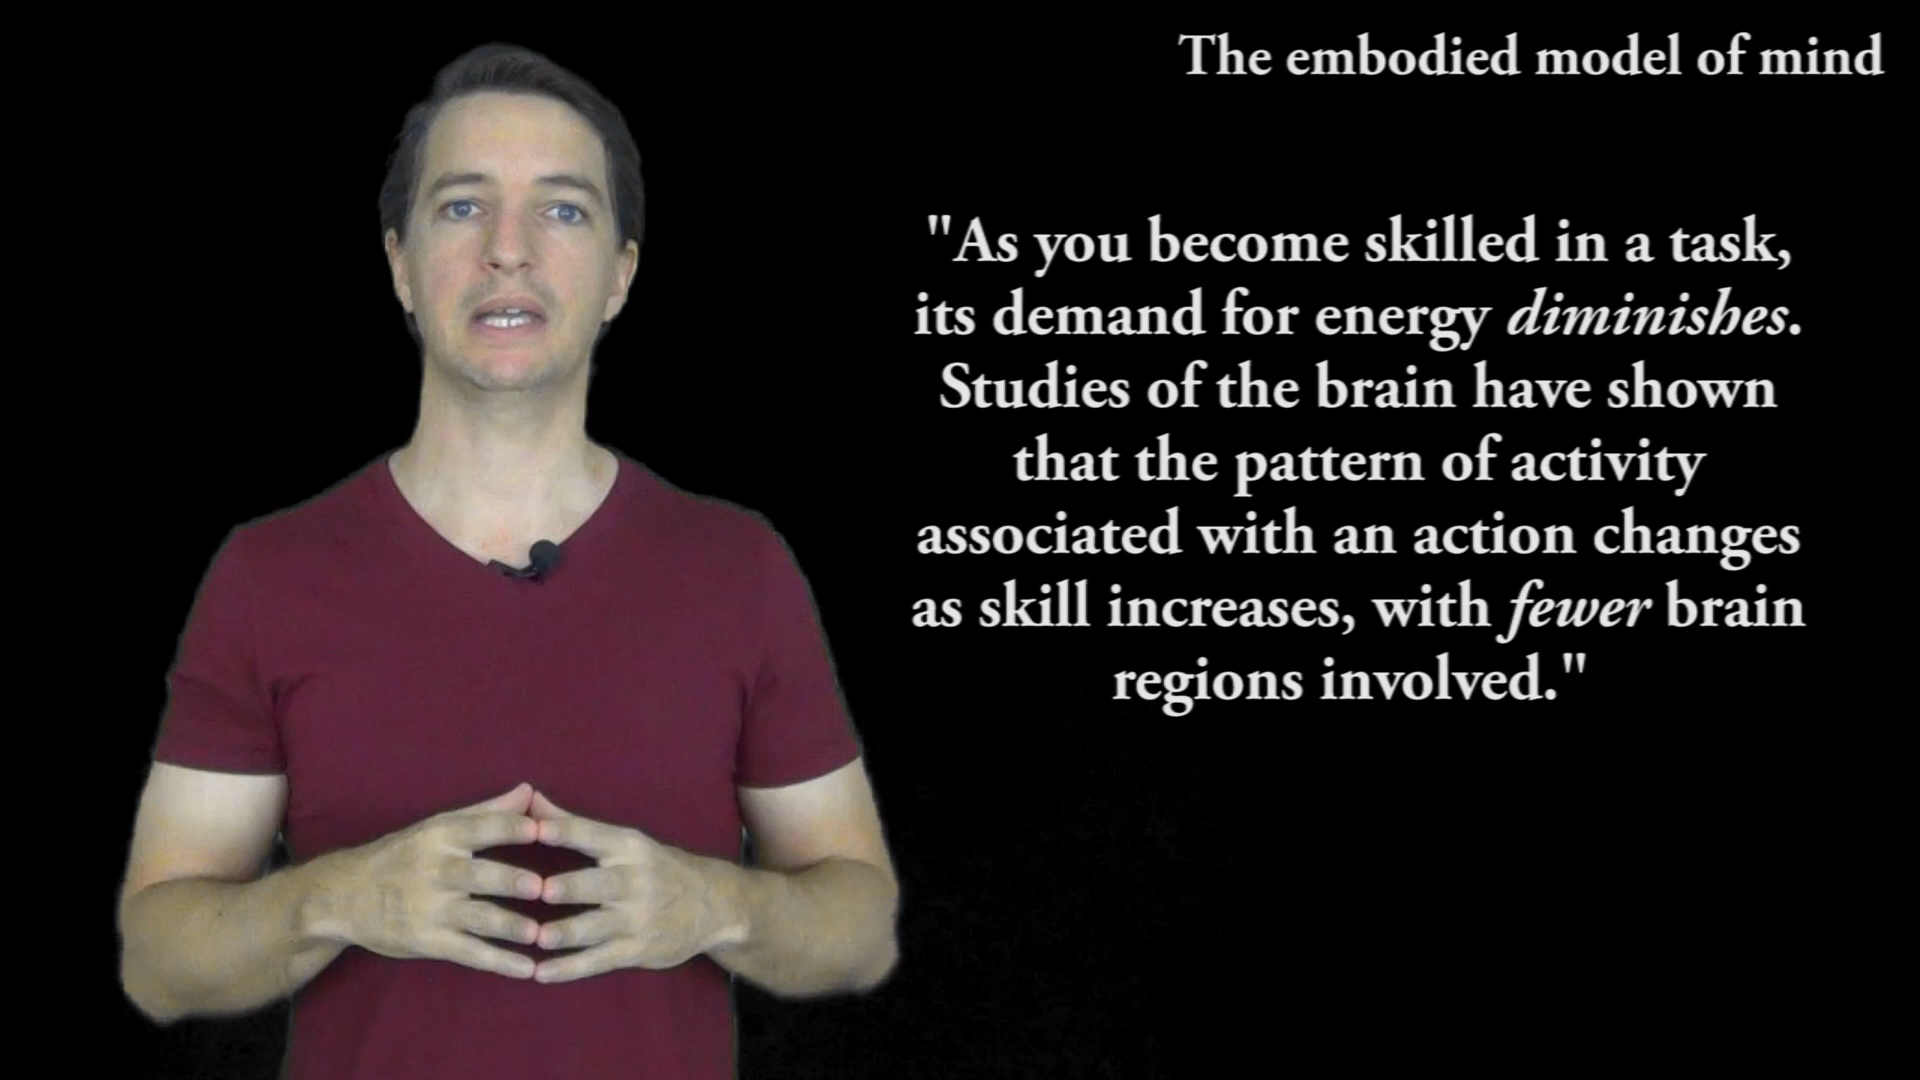 The embodied model of mind
"As you become skilled in a task,
its demand for energy diminishes.
Studies of the brain have shown
that the pattern of activity
associated with an action changes
as skill increases, with fewer brain
regions involved."